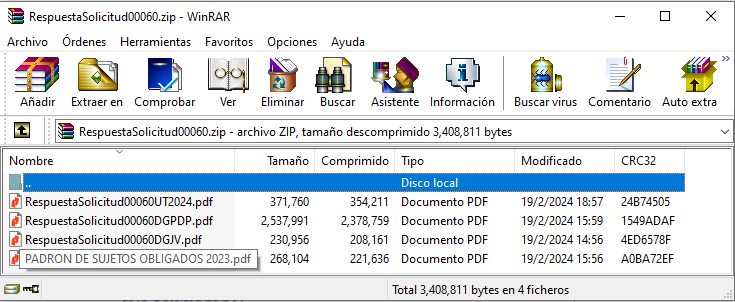 RespuestaSolicitud00060.zip - WinRAR
Archivo Órdenes Herramientas Favoritos Opciones Ayuda
Añadir Extraer en Comprobar Ver Eliminar Buscar Asistente Información Buscar virus Comentario Auto extra
RespuestaSolicitud00060.zip - archivo ZIP, tamaño descomprimido 3,408,811 bytes
Nombre Tamaño Comprimido Tipo Modificado CRC32
.. Disco local
RespuestaSolicitud00060UT2024.pdf 371,760 354,211 Documento PDF 19/2/2024 18:57 24B74505
RespuestaSolicitud00060DGPDP.pdf 2,537,991 2,378,759 Documento PDF 19/2/2024 15:59 1549ADAF
RespuestaSolicitud00060DGJV.pdf 230,956 208,161 Documento PDF 19/2/2024 14:56 4ED6578F
PADRON DE SUJETOS OBLIGADOS 2023.pdf 268,104 221,636 Documento PDF 19/2/2024 15:56 A0BA72EF
Total 3,408,811 bytes en 4 ficheros